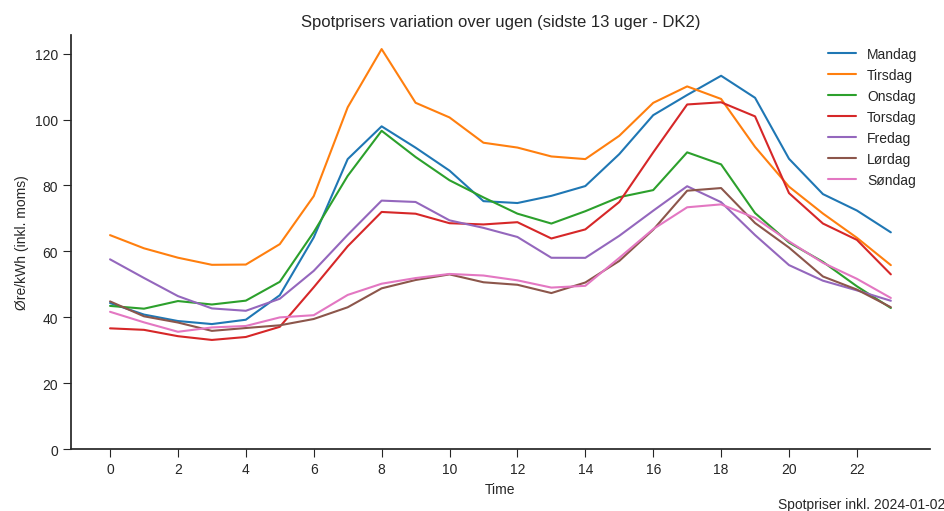 Spotprisers variation over ugen (sidste 13 uger - DK2)
Mandag
Tirsdag
Onsdag
Torsdag
Fredag
Lørdag
Søndag
Øre/kWh (inkl. moms)
120
100
80
60
40
20
0
0 2 4 6 8 10 12 14 16 18 20 22
Time
Spotpriser inkl. 2024-01-02